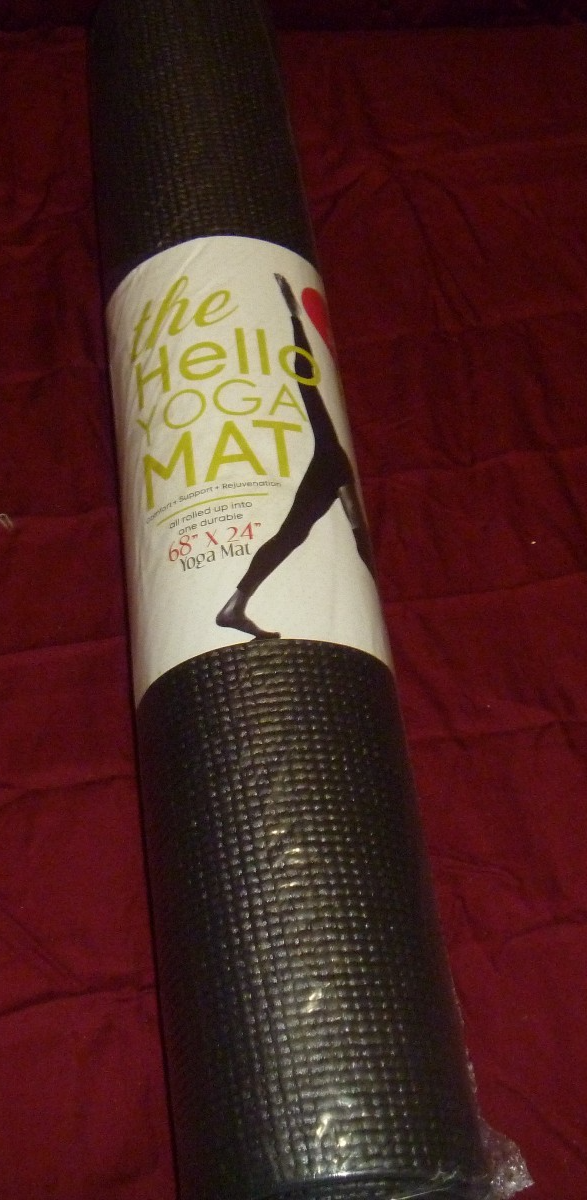 the
Hello
YOGA
MAT
Comfort + Support + Rejuvenation
all rolled up into
one durable
68" X 24"
Yoga Mat